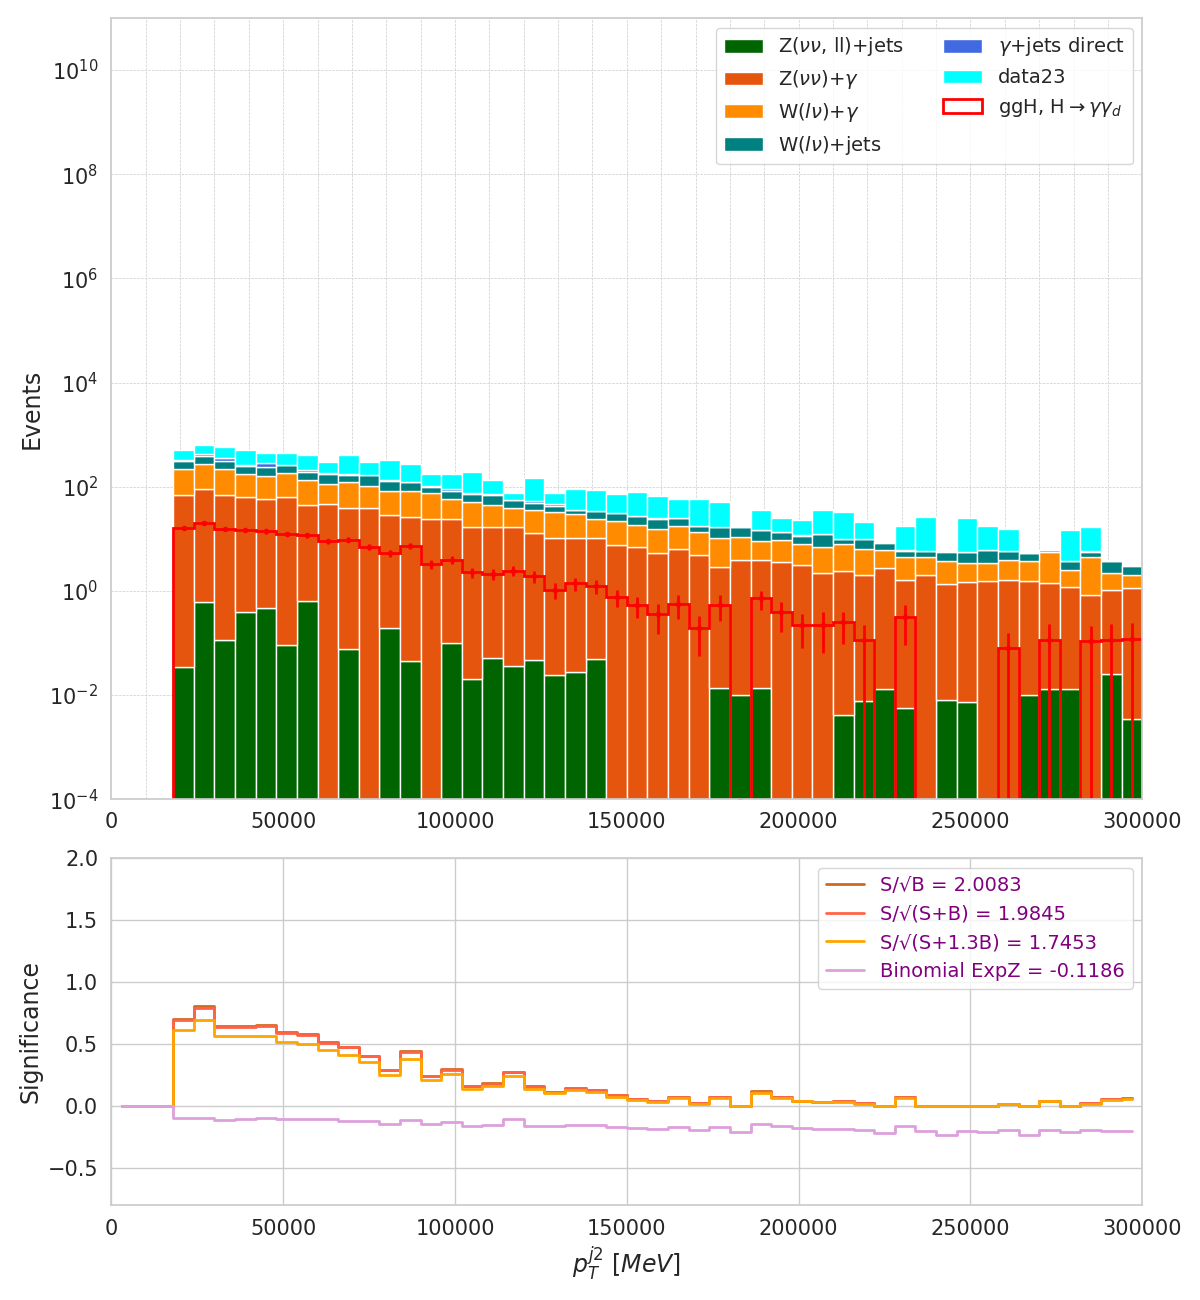 Z(νν, ll)+jets
Z(νν)+γ
W(lν)+γ
W(lν)+jets
γ+jets direct
data23
ggH, H→γγ_d
Events
10^10
10^8
10^6
10^4
10^2
10^0
10^−2
10^−4
0 50000 100000 150000 200000 250000 300000
S/√B = 2.0083
S/√(S+B) = 1.9845
S/√(S+1.3B) = 1.7453
Binomial ExpZ = -0.1186
Significance
2.0
1.5
1.0
0.5
0.0
−0.5
0 50000 100000 150000 200000 250000 300000
p_T^{j2} [MeV]